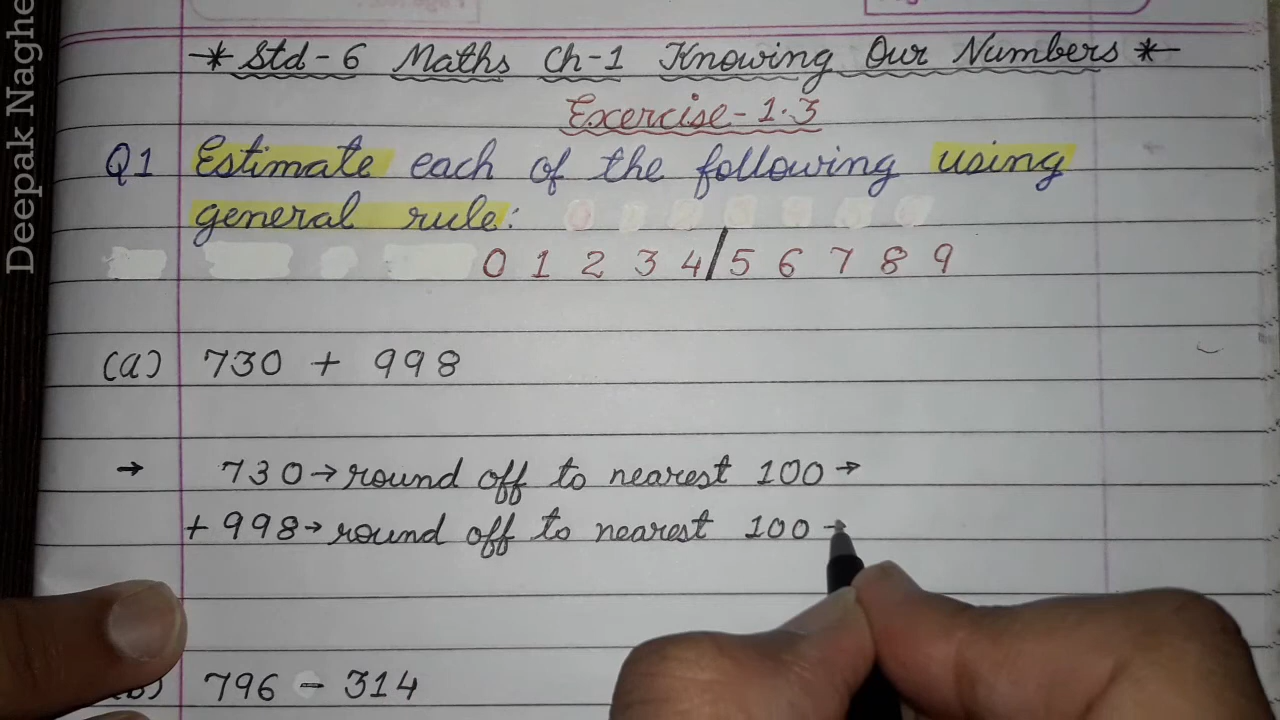 Deepak Naghe
* Std - 6 Maths Ch-1 Knowing Our Numbers *
Exercise - 1.3
Q1 Estimate each of the following using
general rule:
0 1 2 3 4 / 5 6 7 8 9
(a) 730 + 998
→ 730 → round off to nearest 100 →
+ 998 → round off to nearest 100 →
(b) 796 - 314